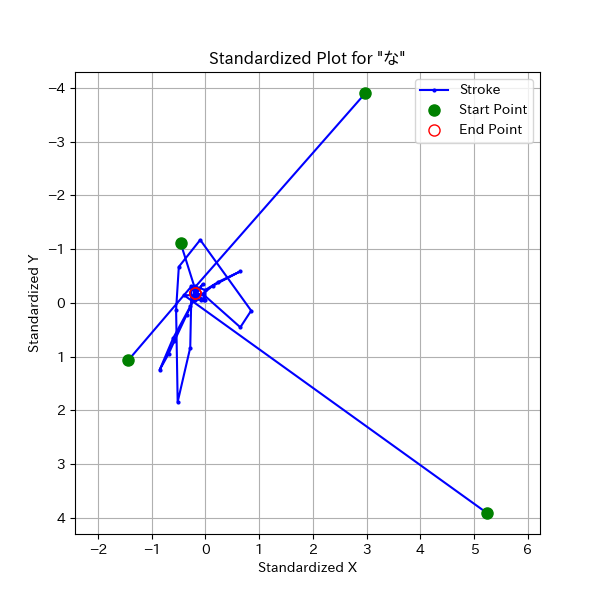 Standardized Plot for "な"
Stroke
Start Point
End Point
−4
−3
−2
−1
0
1
2
3
4
Standardized Y
−2 −1 0 1 2 3 4 5 6
Standardized X